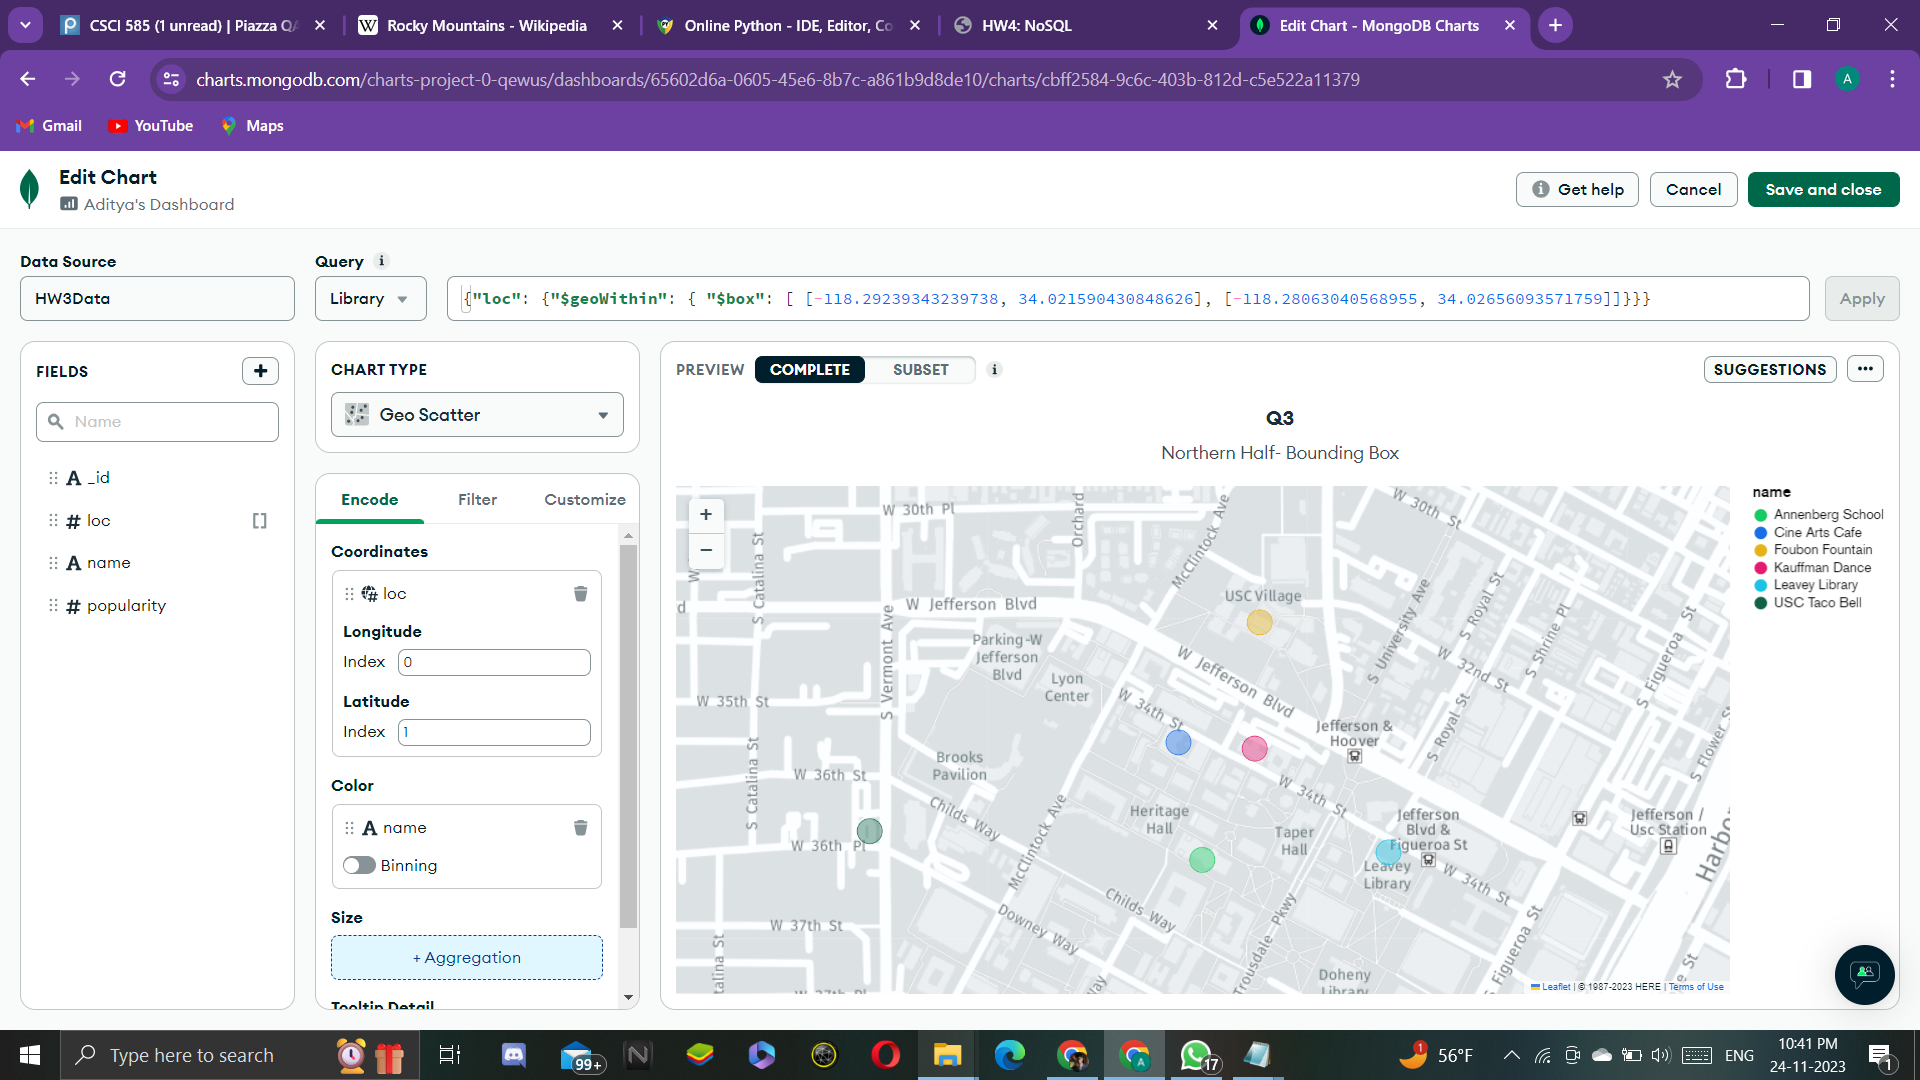 CSCI 585 (1 unread) | Piazza Q
Rocky Mountains - Wikipedia
Online Python - IDE, Editor, Co
HW4: NoSQL
Edit Chart - MongoDB Charts
charts.mongodb.com/charts-project-0-qewus/dashboards/65602d6a-0605-45e6-8b7c-a861b9d8de10/charts/cbff2584-9c6c-403b-812d-c5e522a11379
A
Gmail
YouTube
Maps
Edit Chart
Aditya's Dashboard
Get help
Cancel
Save and close
Data Source
Query
HW3Data
Library
{"loc": {"$geoWithin": { "$box": [ [-118.29239343239738, 34.021590430848626], [-118.28063040568955, 34.02656093571759]]}}}
Apply
FIELDS
Name
_id
loc
name
popularity
CHART TYPE
Geo Scatter
Encode
Filter
Customize
Coordinates
loc
Longitude
Index 0
Latitude
Index 1
Color
name
Binning
Size
+ Aggregation
Tooltip Detail
PREVIEW
COMPLETE
SUBSET
SUGGESTIONS
Q3
Northern Half- Bounding Box
name
Annenberg School
Cine Arts Cafe
Foubon Fountain
Kauffman Dance
Leavey Library
USC Taco Bell
W 30th Pl
Orchard
McClintock Ave
W 30th St
S Catalina St
W Jefferson Blvd
USC Village
S Vermont Ave
Parking-W
Jefferson
Blvd
W Jefferson Blvd
S University Ave
S Royal St
S Shrine Pl
S Figueroa St
W 35th St
Lyon
Center
W 34th St
W 32nd St
S Royal St
Jefferson &
Hoover
S Flower St
Brooks
Pavilion
W 36th St
S Catalina St
Childs Way
McClintock Ave
Heritage
Hall
W 34th St
Taper
Hall
Jefferson
Blvd &
Figueroa St
Jefferson /
Usc Station
Harbo
W 36th Pl
Leavey
Library
W 34th St
W 37th St
Downey Way
Childs Way
Trousdale Pkwy
S Figueroa St
Doheny
Library
W 37th Pl
Leaflet | © 1987-2023 HERE | Terms of Use
Type here to search
99+
17
56°F
ENG
10:41 PM
24-11-2023
1